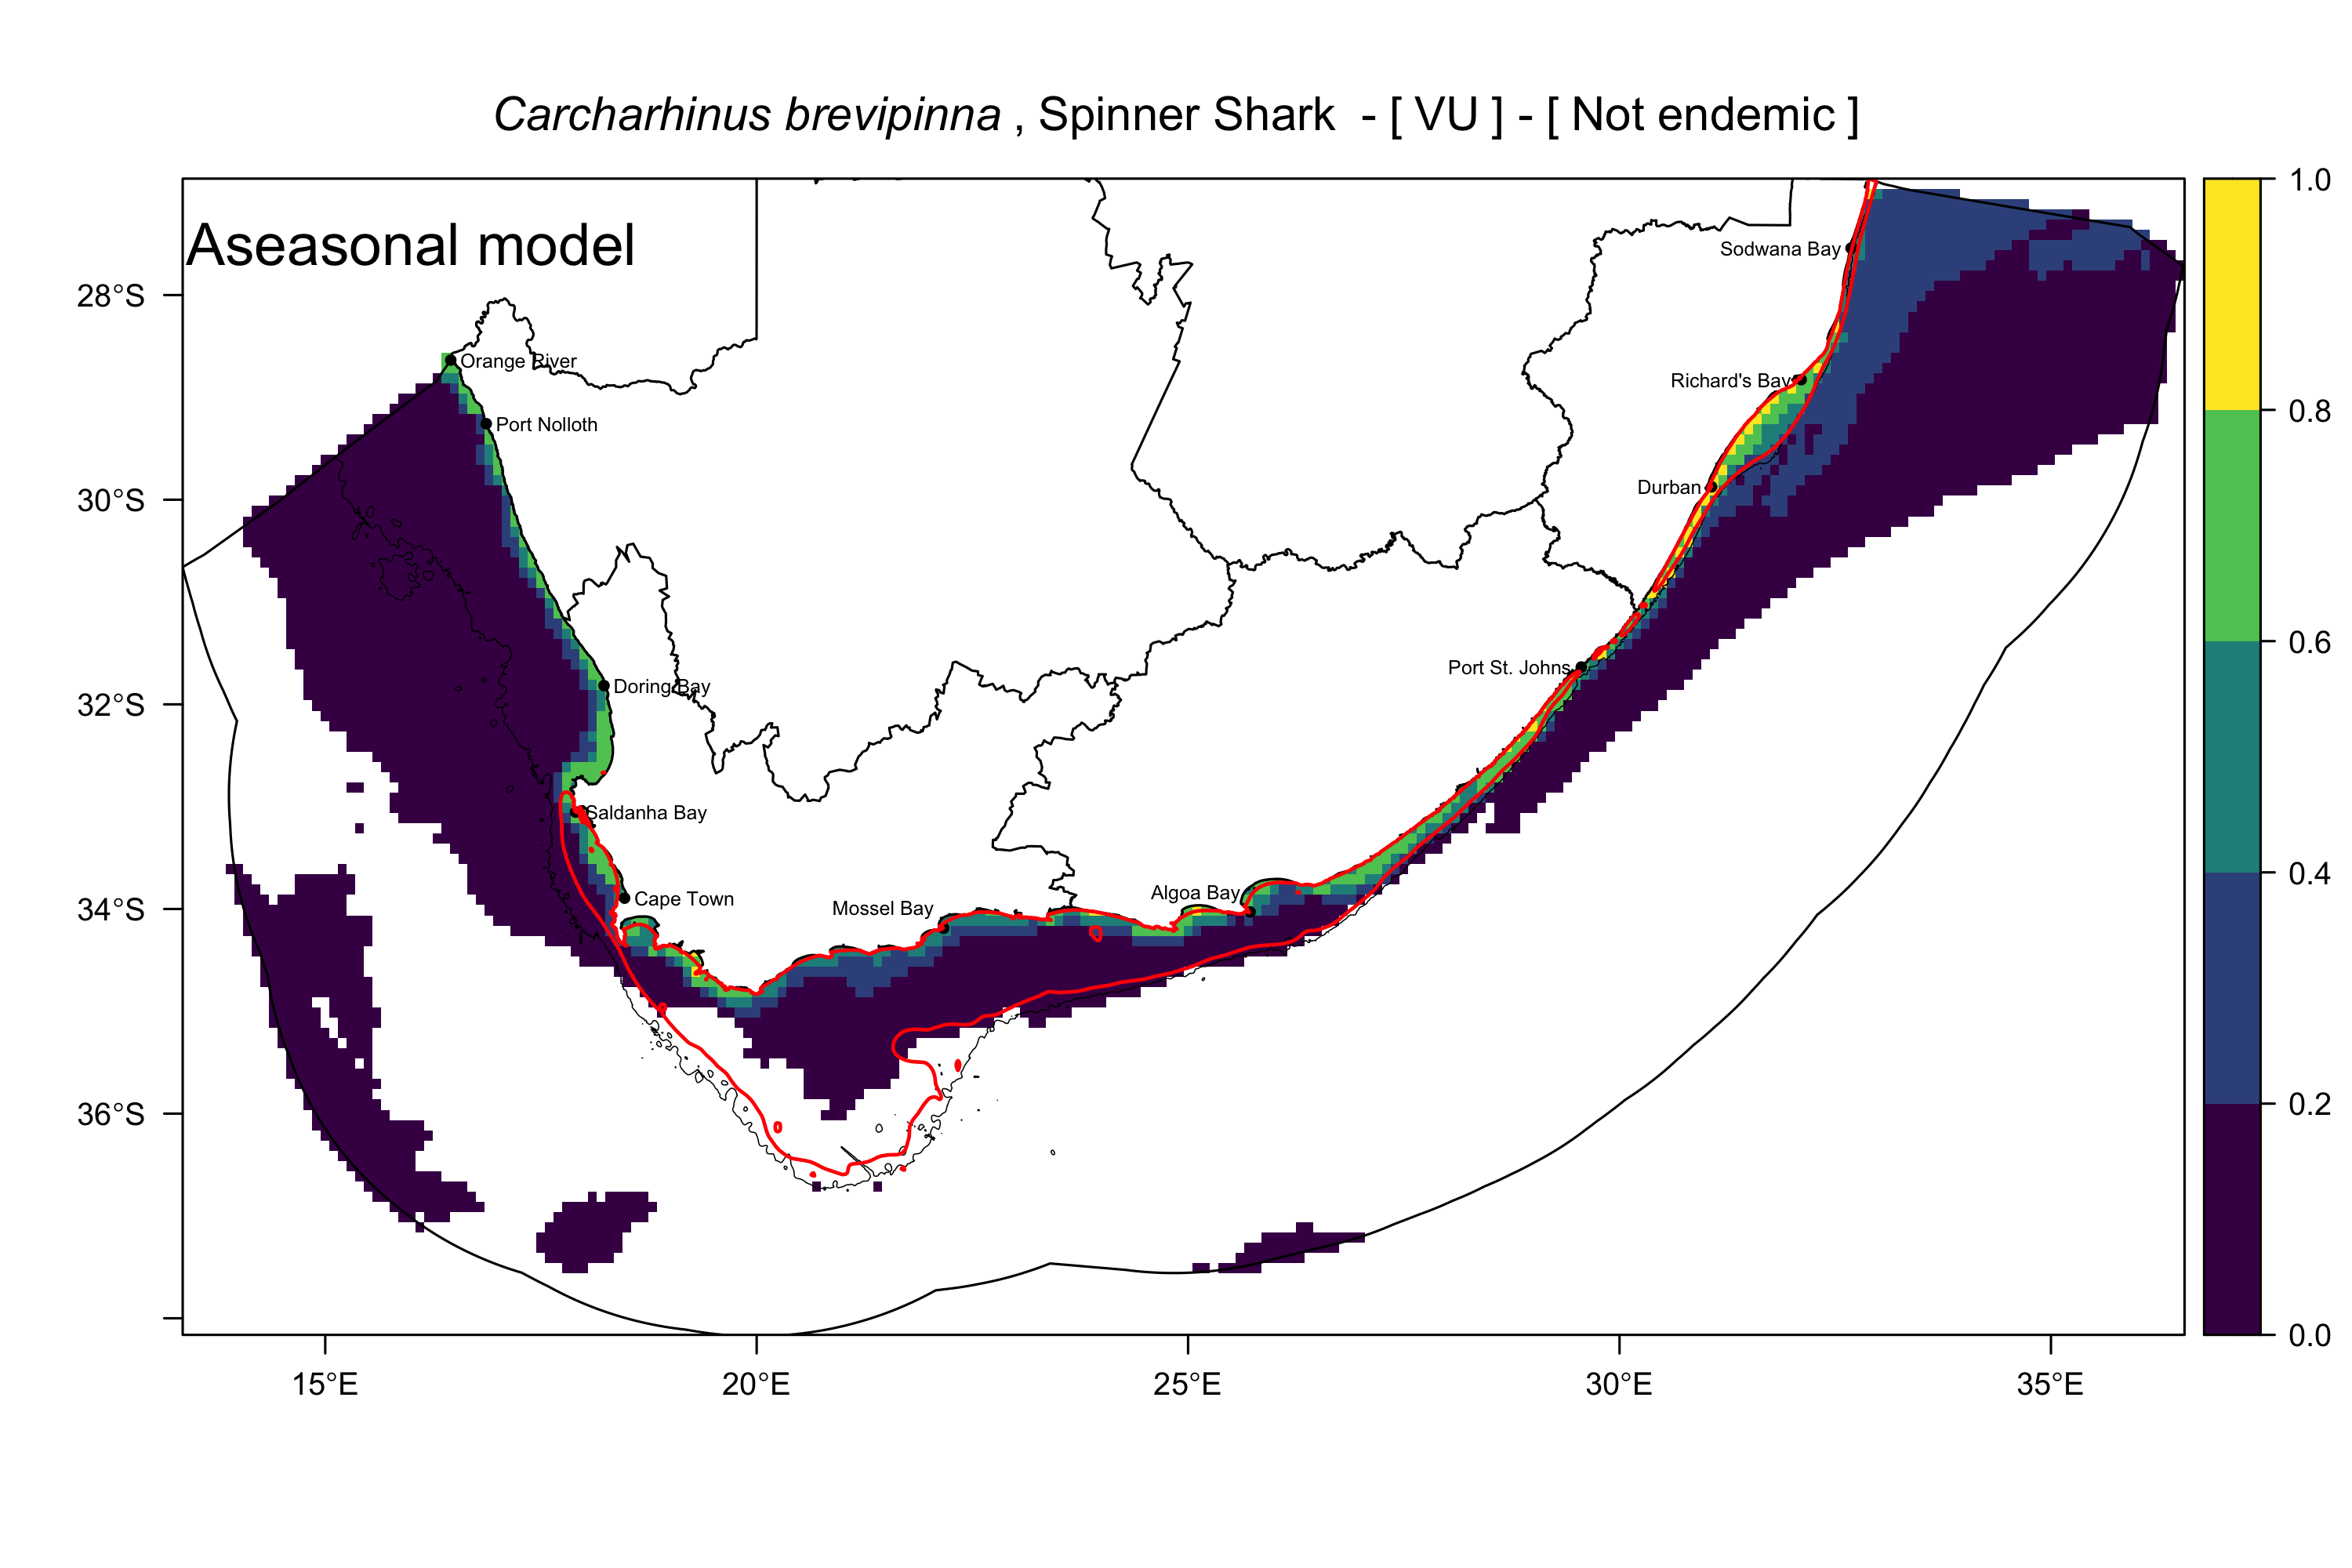 Carcharhinus brevipinna , Spinner Shark - [ VU ] - [ Not endemic ]
Aseasonal model
1.0
0.8
0.6
0.4
0.2
0.0
28°S
30°S
32°S
34°S
36°S
Sodwana Bay
Orange River
Richard's Bay
Port Nolloth
Durban
Port St. Johns
Doring Bay
Saldanha Bay
Algoa Bay
Cape Town
Mossel Bay
15°E
20°E
25°E
30°E
35°E